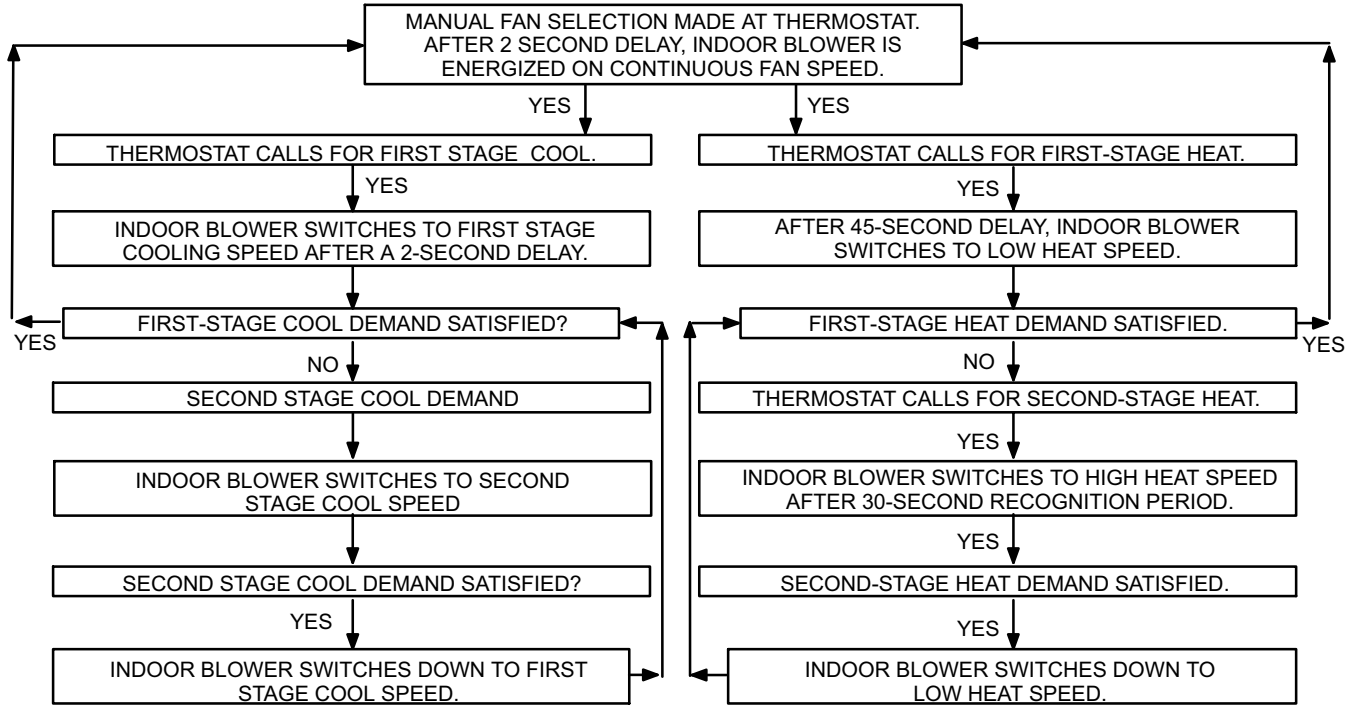 MANUAL FAN SELECTION MADE AT THERMOSTAT.
AFTER 2 SECOND DELAY, INDOOR BLOWER IS
ENERGIZED ON CONTINUOUS FAN SPEED.
YES
YES
THERMOSTAT CALLS FOR FIRST STAGE COOL.
YES
INDOOR BLOWER SWITCHES TO FIRST STAGE
COOLING SPEED AFTER A 2-SECOND DELAY.
FIRST-STAGE COOL DEMAND SATISFIED?
YES
NO
SECOND STAGE COOL DEMAND
INDOOR BLOWER SWITCHES TO SECOND
STAGE COOL SPEED
SECOND STAGE COOL DEMAND SATISFIED?
YES
INDOOR BLOWER SWITCHES DOWN TO FIRST
STAGE COOL SPEED.
THERMOSTAT CALLS FOR FIRST-STAGE HEAT.
YES
AFTER 45-SECOND DELAY, INDOOR BLOWER
SWITCHES TO LOW HEAT SPEED.
FIRST-STAGE HEAT DEMAND SATISFIED.
YES
NO
THERMOSTAT CALLS FOR SECOND-STAGE HEAT.
YES
INDOOR BLOWER SWITCHES TO HIGH HEAT SPEED
AFTER 30-SECOND RECOGNITION PERIOD.
YES
SECOND-STAGE HEAT DEMAND SATISFIED.
YES
INDOOR BLOWER SWITCHES DOWN TO
LOW HEAT SPEED.